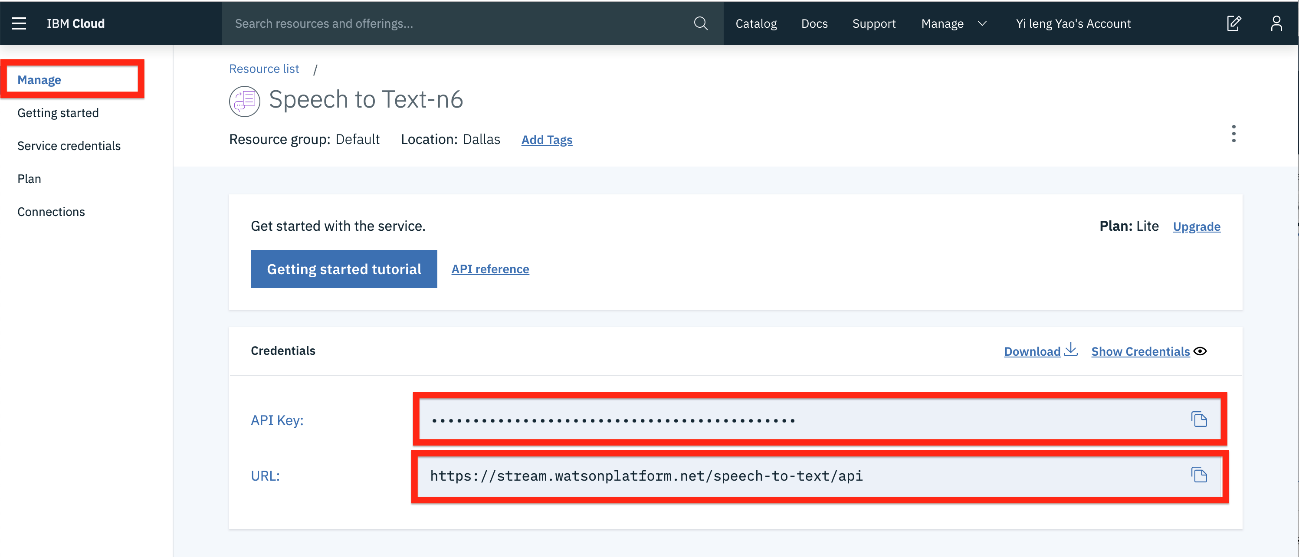 IBM Cloud
Search resources and offerings...
Catalog
Docs
Support
Manage
Yi leng Yao's Account
Manage
Getting started
Service credentials
Plan
Connections
Resource list /
Speech to Text-n6
Resource group: Default
Location: Dallas
Add Tags
Get started with the service.
Plan: Lite
Upgrade
Getting started tutorial
API reference
Credentials
Download
Show Credentials
API Key:
URL:
https://stream.watsonplatform.net/speech-to-text/api